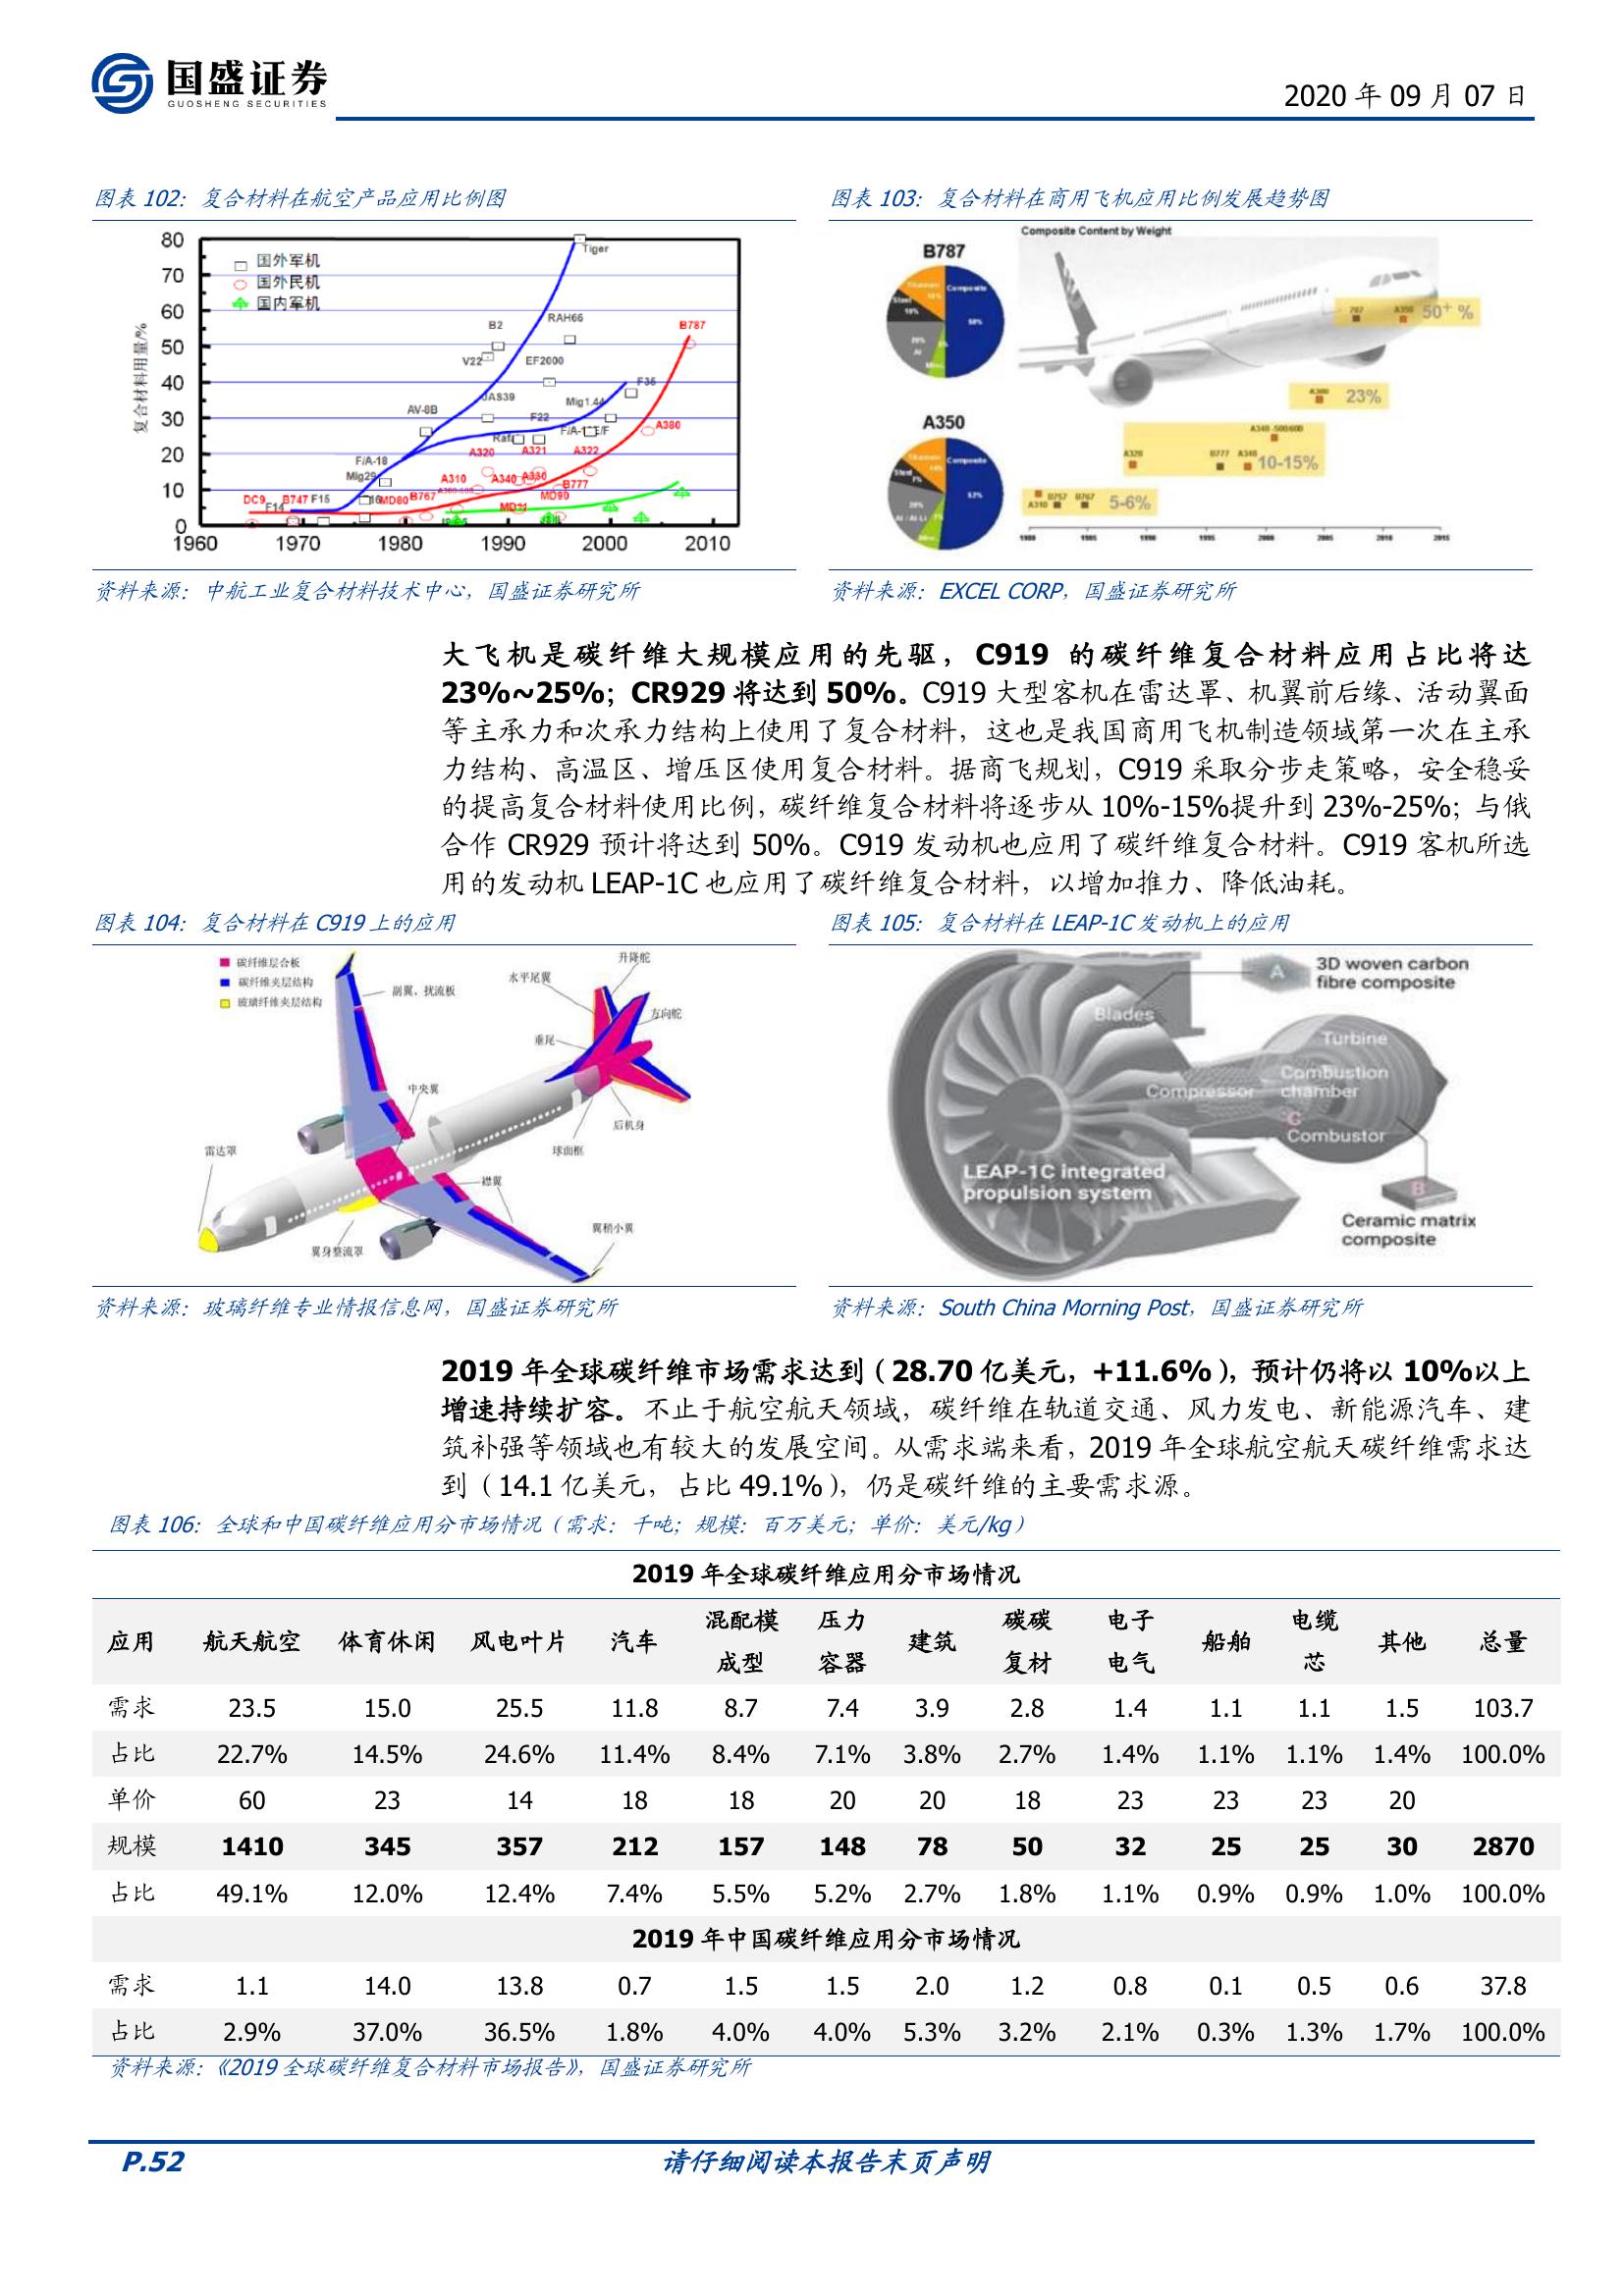 国盛证券
GUOSHENG SECURITIES
2020 年 09 月 07 日
图表 102：复合材料在航空产品应用比例图
图表 103：复合材料在商用飞机应用比例发展趋势图
复合材料用量/%
80
70
60
50
40
30
20
10
0
1960 1970 1980 1990 2000 2010
国外军机
国外民机
国内军机
Tiger
B2
RAH66
B787
V22
EF2000
F35
JAS39
Mig1.44
AV-8B
F22
A380
A320
A321
A322
F/A-18
Mig29
A310
A340
A330
B777
DC9
B747
F15
F14
MD80
B767
MD90
MD11
Composite Content by Weight
B787
Composite
50%
A350
Composite
53%
50+ %
23%
10-15%
5-6%
1980 1985 1990 1995 2000 2005 2010 2015
资料来源：中航工业复合材料技术中心，国盛证券研究所
资料来源：EXCEL CORP，国盛证券研究所
大飞机是碳纤维大规模应用的先驱，C919 的碳纤维复合材料应用占比将达
23%~25%；CR929 将达到 50%。C919 大型客机在雷达罩、机翼前后缘、活动翼面
等主承力和次承力结构上使用了复合材料，这也是我国商用飞机制造领域第一次在主承
力结构、高温区、增压区使用复合材料。据商飞规划，C919 采取分步走策略，安全稳妥
的提高复合材料使用比例，碳纤维复合材料将逐步从 10%-15%提升到 23%-25%；与俄
合作 CR929 预计将达到 50%。C919 发动机也应用了碳纤维复合材料。C919 客机所选
用的发动机 LEAP-1C 也应用了碳纤维复合材料，以增加推力、降低油耗。
图表 104：复合材料在 C919 上的应用
图表 105：复合材料在 LEAP-1C 发动机上的应用
碳纤维层合板
碳纤维夹层结构
玻璃纤维夹层结构
副翼、扰流板
水平尾翼
升降舵
方向舵
垂尾
中央翼
后机身
球面框
雷达罩
襟翼
翼梢小翼
翼身整流罩
A
3D woven carbon
fibre composite
Blades
Turbine
Combustion
chamber
Compressor
C
Combustor
LEAP-1C integrated
propulsion system
B
Ceramic matrix
composite
资料来源：玻璃纤维专业情报信息网，国盛证券研究所
资料来源：South China Morning Post，国盛证券研究所
2019 年全球碳纤维市场需求达到（28.70 亿美元，+11.6%），预计仍将以 10%以上
增速持续扩容。不止于航空航天领域，碳纤维在轨道交通、风力发电、新能源汽车、建
筑补强等领域也有较大的发展空间。从需求端来看，2019 年全球航空航天碳纤维需求达
到（14.1 亿美元，占比 49.1%），仍是碳纤维的主要需求源。
图表 106：全球和中国碳纤维应用分市场情况（需求：千吨；规模：百万美元；单价：美元/kg）
2019 年全球碳纤维应用分市场情况
应用 航天航空 体育休闲 风电叶片 汽车 混配模成型 压力容器 建筑 碳碳复材 电子电气 船舶 电缆芯 其他 总量
需求 23.5 15.0 25.5 11.8 8.7 7.4 3.9 2.8 1.4 1.1 1.1 1.5 103.7
占比 22.7% 14.5% 24.6% 11.4% 8.4% 7.1% 3.8% 2.7% 1.4% 1.1% 1.1% 1.4% 100.0%
单价 60 23 14 18 18 20 20 18 23 23 23 20
规模 1410 345 357 212 157 148 78 50 32 25 25 30 2870
占比 49.1% 12.0% 12.4% 7.4% 5.5% 5.2% 2.7% 1.8% 1.1% 0.9% 0.9% 1.0% 100.0%
2019 年中国碳纤维应用分市场情况
需求 1.1 14.0 13.8 0.7 1.5 1.5 2.0 1.2 0.8 0.1 0.5 0.6 37.8
占比 2.9% 37.0% 36.5% 1.8% 4.0% 4.0% 5.3% 3.2% 2.1% 0.3% 1.3% 1.7% 100.0%
资料来源：《2019 全球碳纤维复合材料市场报告》，国盛证券研究所
P.52
请仔细阅读本报告末页声明